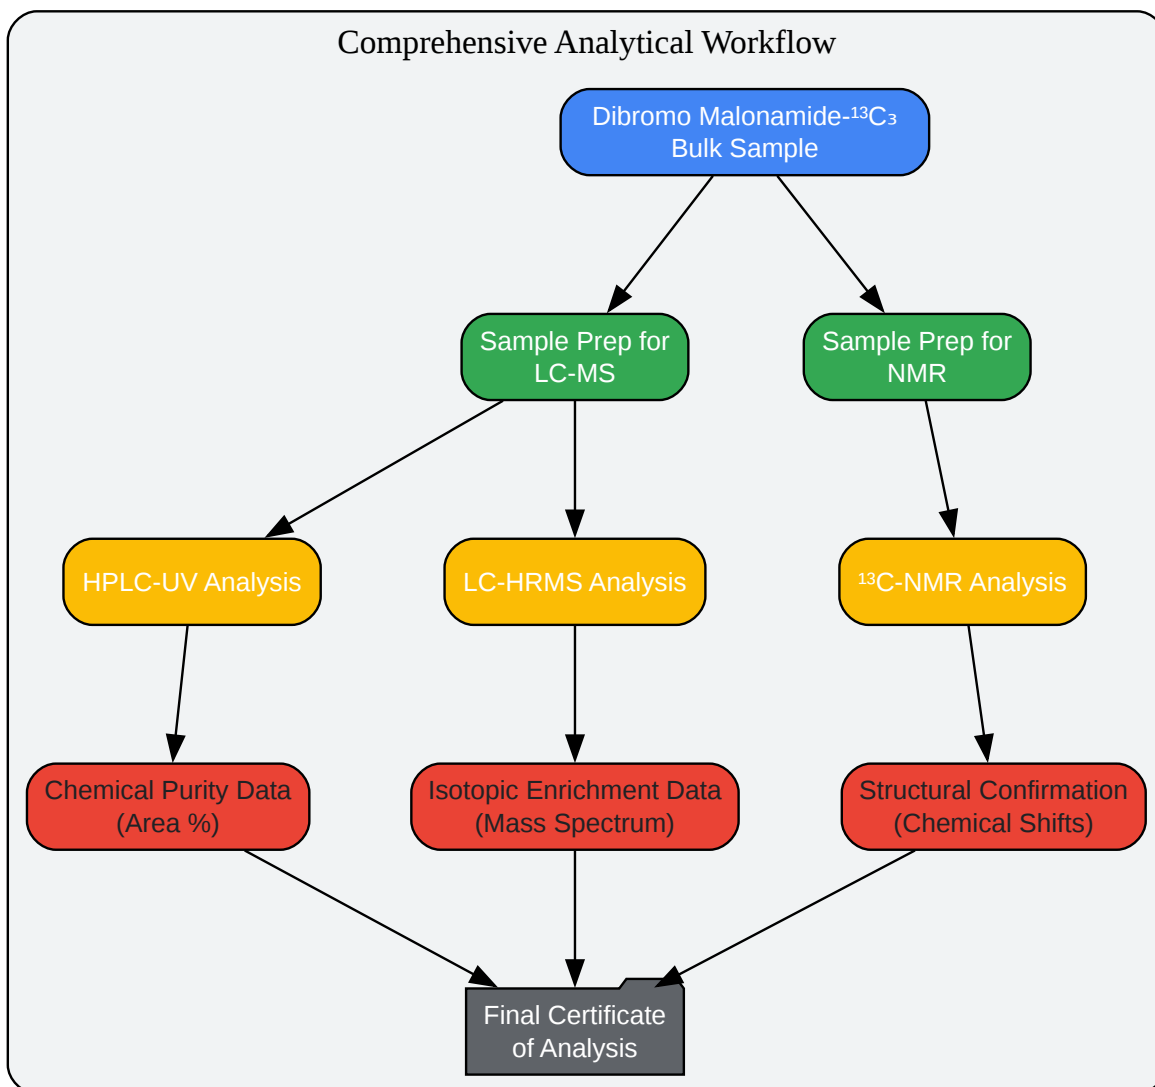 Comprehensive Analytical Workflow
Dibromo Malonamide-¹³C₃
Bulk Sample
Sample Prep for
LC-MS
Sample Prep for
NMR
HPLC-UV Analysis
LC-HRMS Analysis
¹³C-NMR Analysis
Chemical Purity Data
(Area %)
Isotopic Enrichment Data
(Mass Spectrum)
Structural Confirmation
(Chemical Shifts)
Final Certificate
of Analysis